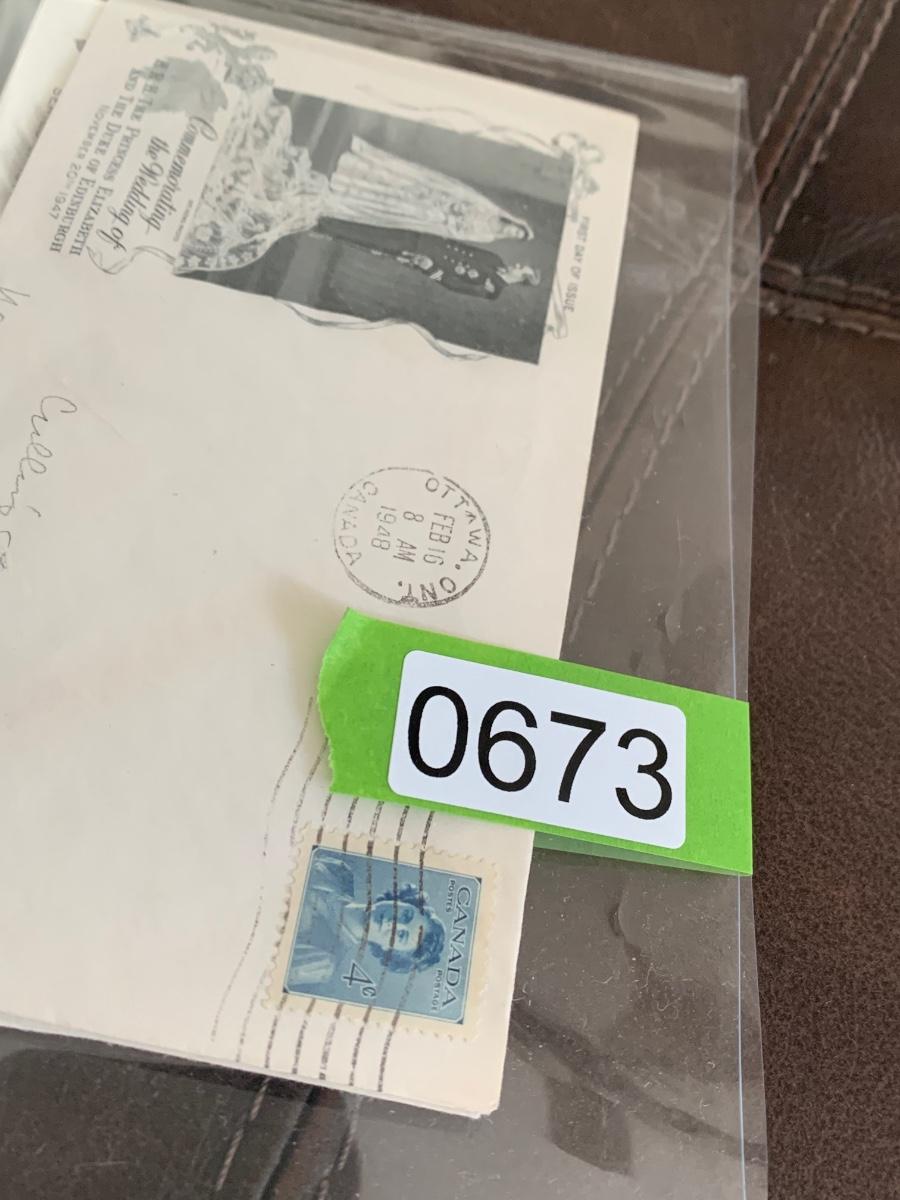 FIRST DAY OF ISSUE
Commemorating
the Wedding of
H.R.H. THE PRINCESS ELIZABETH
AND THE DUKE OF EDINBURGH
NOVEMBER 20TH 1947
OTTAWA. ONT.
FEB 16
8 AM
1948
CANADA
0673
CANADA
POSTES POSTAGE
4¢